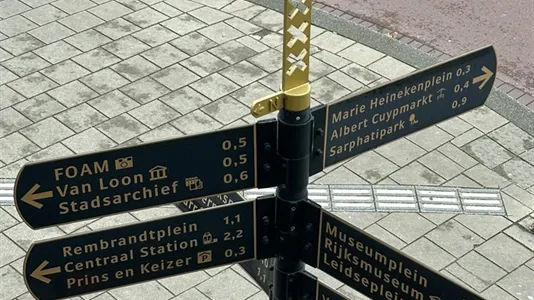 N
Marie Heinekenplein 0,3
Albert Cuypmarkt 0,4
Sarphatipark 0,9
FOAM 0,5
Van Loon 0,5
Stadsarchief 0,6
Rembrandtplein 1,1
Centraal Station 2,2
Prins en Keizer P 0,3
Museumplein
Rijksmuseum
Leidseplein